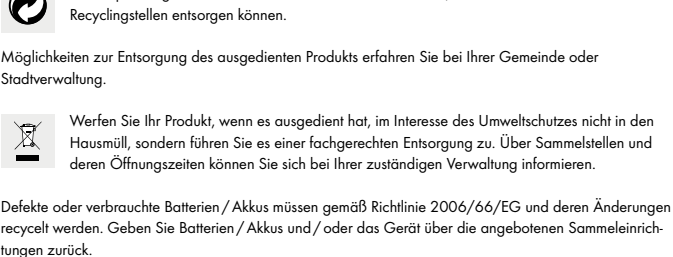 Recyclingstellen entsorgen können.
Möglichkeiten zur Entsorgung des ausgedienten Produkts erfahren Sie bei Ihrer Gemeinde oder
Stadtverwaltung.
Werfen Sie Ihr Produkt, wenn es ausgedient hat, im Interesse des Umweltschutzes nicht in den
Hausmüll, sondern führen Sie es einer fachgerechten Entsorgung zu. Über Sammelstellen und
deren Öffnungszeiten können Sie sich bei Ihrer zuständigen Verwaltung informieren.
Defekte oder verbrauchte Batterien / Akkus müssen gemäß Richtlinie 2006/66/EG und deren Änderungen
recycelt werden. Geben Sie Batterien / Akkus und / oder das Gerät über die angebotenen Sammeleinrich-
tungen zurück.